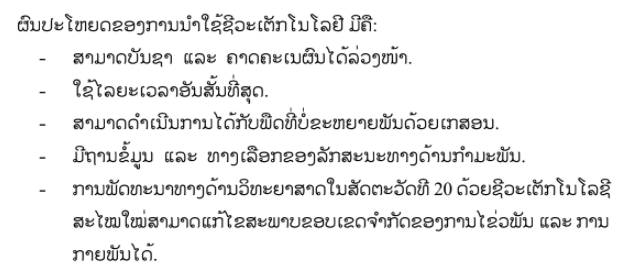 ຜົນປະໂຫຍດຂອງການນຳໃຊ້ຊີວະເຕັກໂນໂລຍີ ມີຄື:
- ສາມາດບັນຊາ ແລະ ຄາດຄະເນຜົນໄດ້ລ່ວງໜ້າ.
- ໃຊ້ໄລຍະເວລາອັນສັ້ນທີ່ສຸດ.
- ສາມາດດຳເນີນການໄດ້ກັບພືດທີ່ບໍ່ຂະຫຍາຍພັນດ້ວຍເກສອນ.
- ມີຖານຂໍ້ມູນ ແລະ ທາງເລືອກຂອງລັກສະນະທາງດ້ານກຳມະພັນ.
- ການພັດທະນາທາງດ້ານວິທະຍາສາດໃນສັດຕະວັດທີ 20 ດ້ວຍຊີວະເຕັກໂນໂລຊີ
ສະໄໝໃໝ່ສາມາດແກ້ໄຂສະພາບຂອບເຂດຈຳກັດຂອງການໄຂ່ວພັນ ແລະ ການ
ກາຍພັນໄດ້.